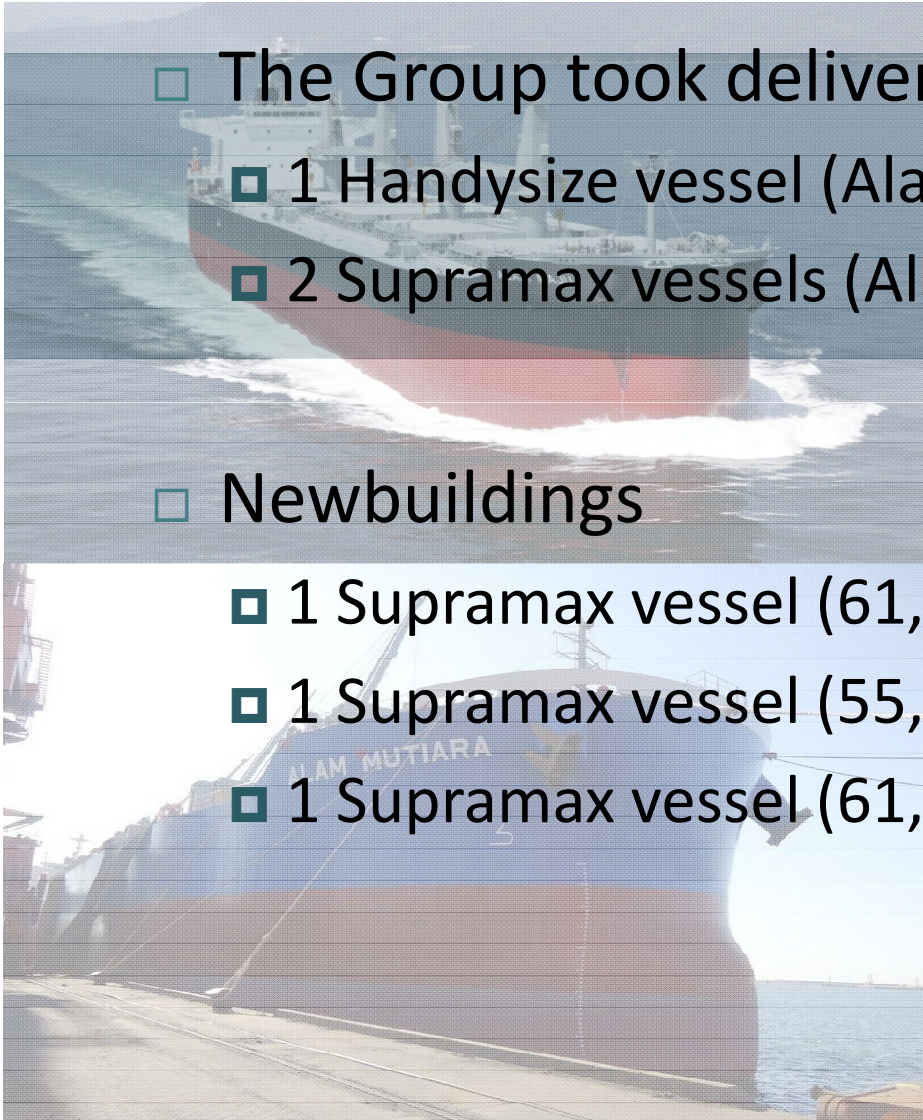 The Group took deliver
1 Handysize vessel (Ala
2 Supramax vessels (Al
Newbuildings
1 Supramax vessel (61,
1 Supramax vessel (55,
1 Supramax vessel (61,
ALAM MUTIARA